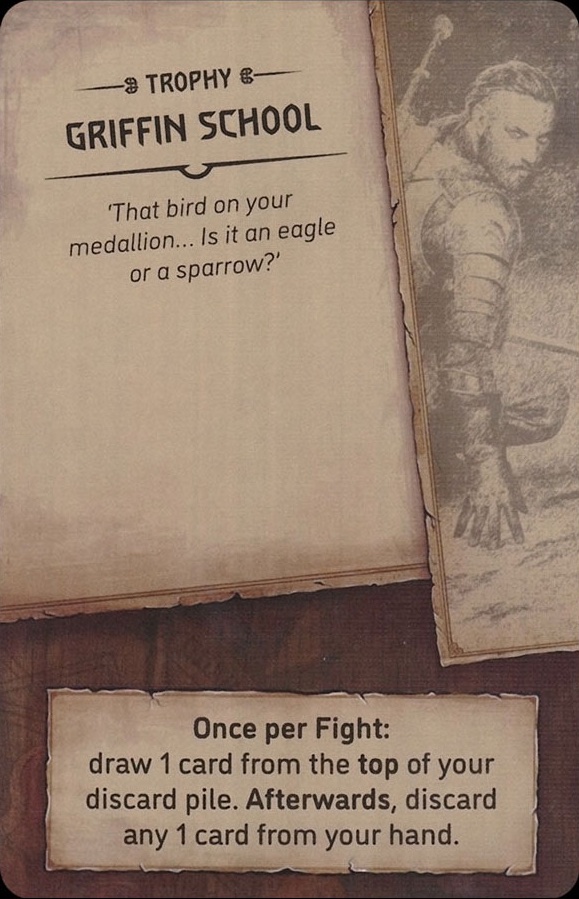 TROPHY
GRIFFIN SCHOOL
'That bird on your
medallion... Is it an eagle
or a sparrow?'
Once per Fight:
draw 1 card from the top of your
discard pile. Afterwards, discard
any 1 card from your hand.